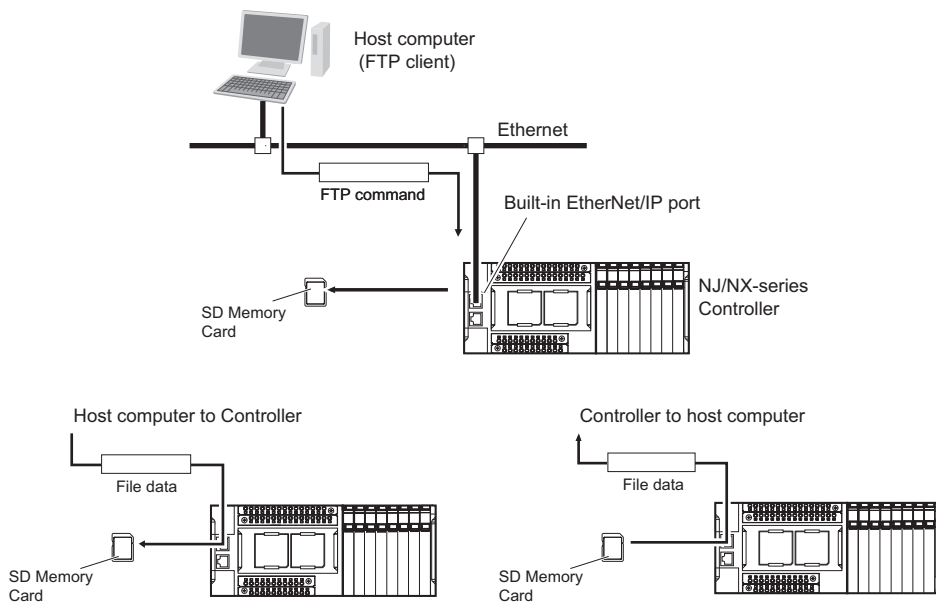 Host computer
(FTP client)
Ethernet
FTP command
Built-in EtherNet/IP port
SD Memory
Card
NJ/NX-series
Controller
Host computer to Controller
File data
SD Memory
Card
Controller to host computer
File data
SD Memory
Card